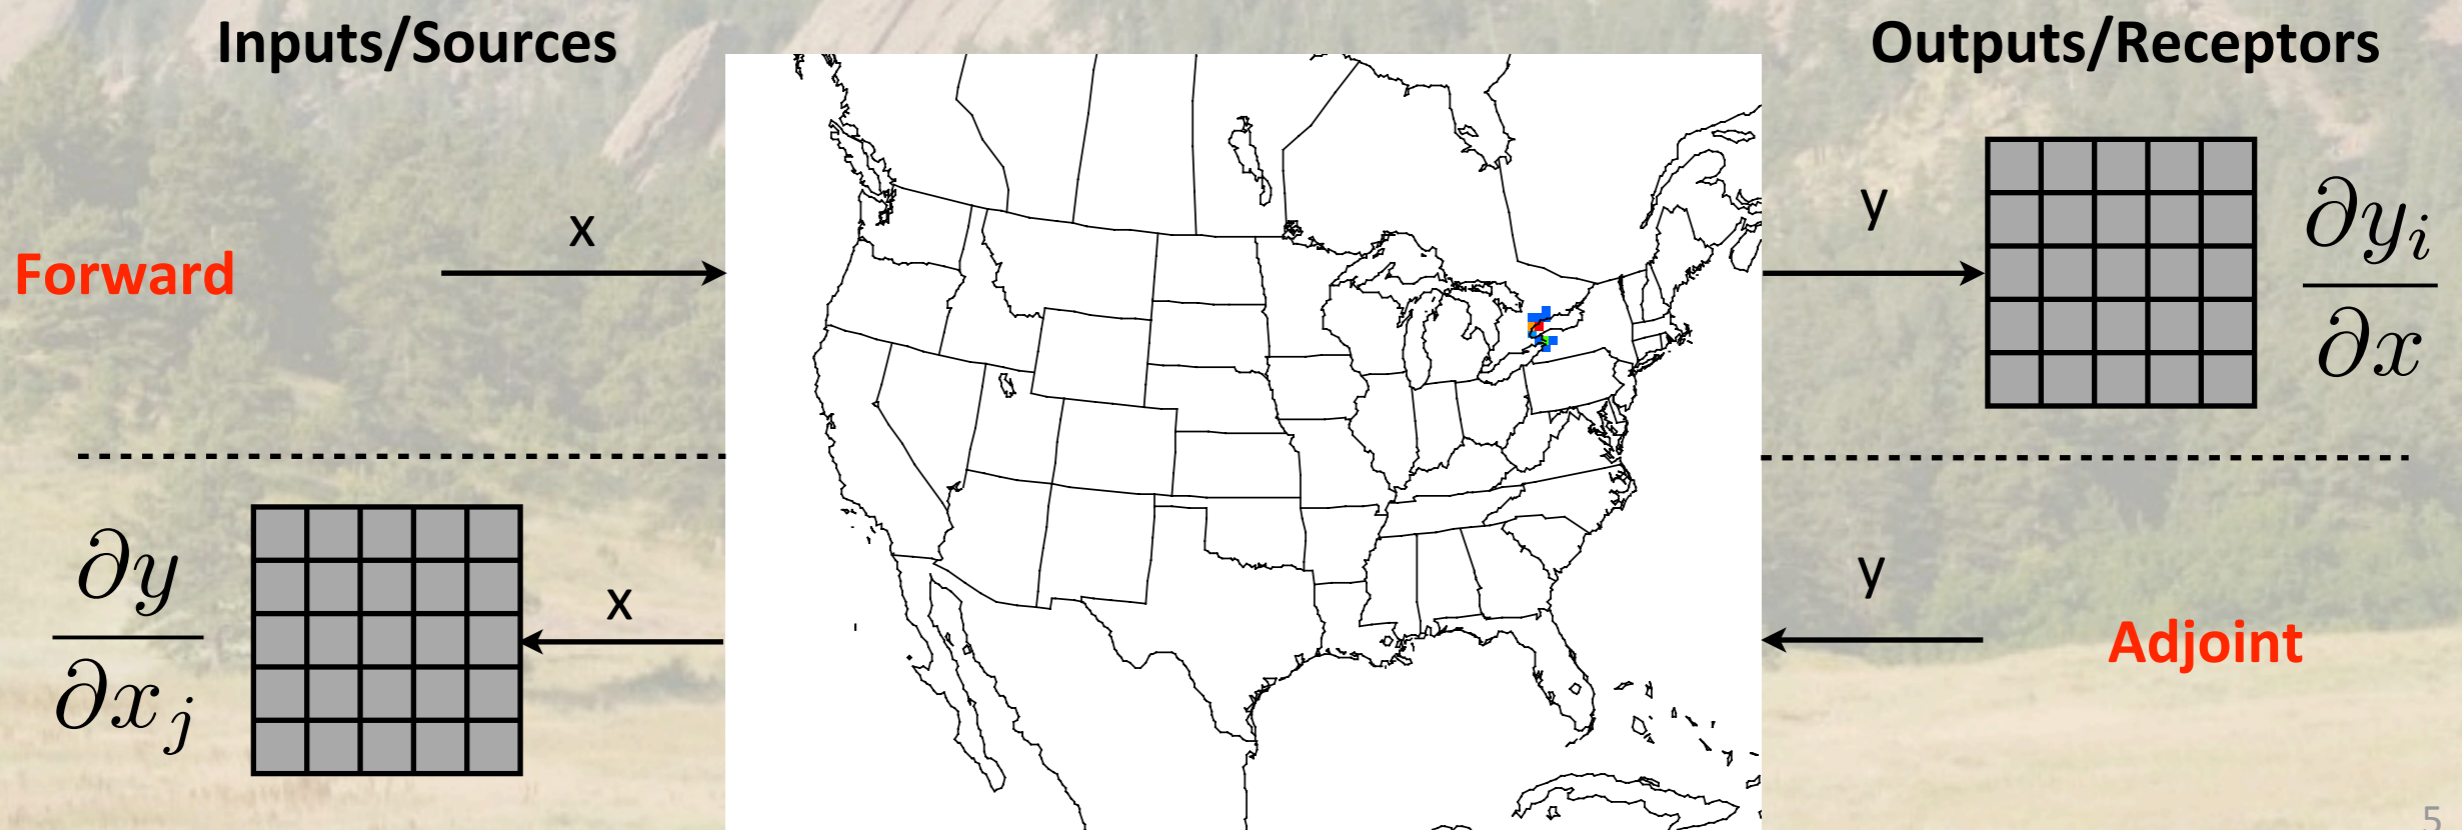 Inputs/Sources
Outputs/Receptors
Forward
x
y
∂y_i
∂x
∂y
∂x_j
x
y
Adjoint
5